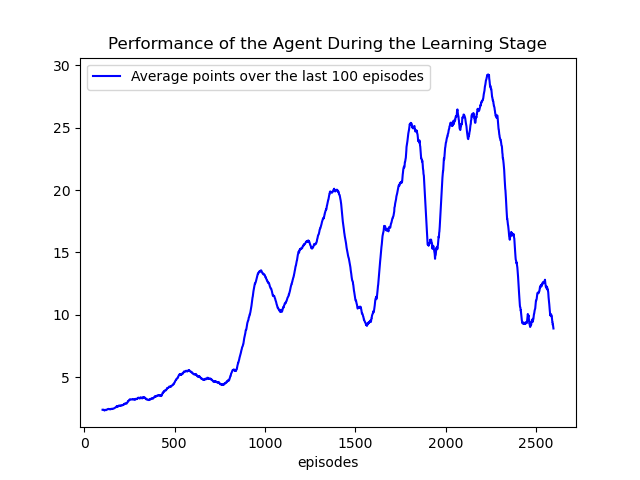 Performance of the Agent During the Learning Stage
Average points over the last 100 episodes
30
25
20
15
10
5
0 500 1000 1500 2000 2500
episodes